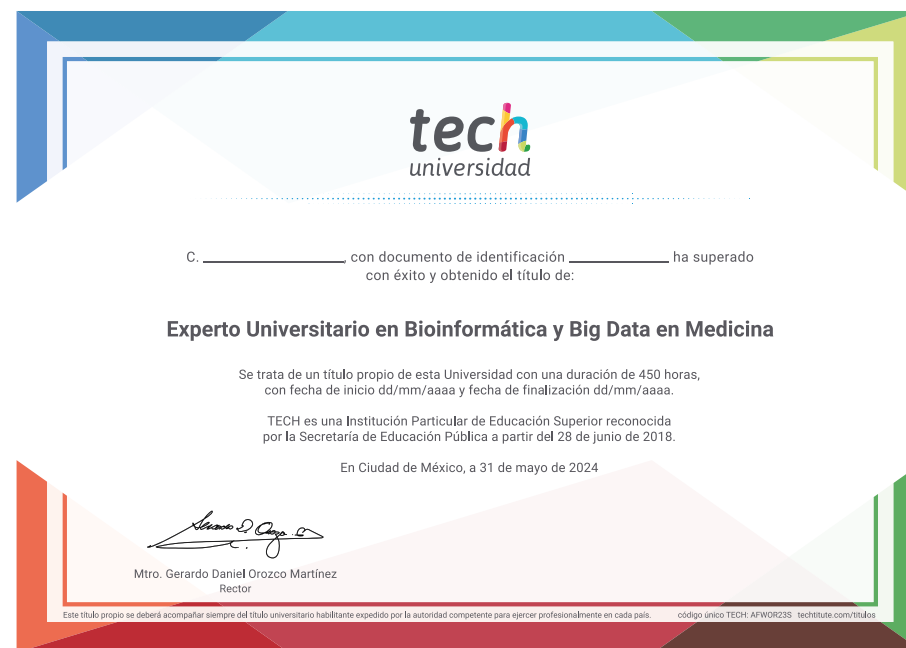 tech
universidad
C. ____________, con documento de identificación ____________ ha superado
con éxito y obtenido el título de:
Experto Universitario en Bioinformática y Big Data en Medicina
Se trata de un título propio de esta Universidad con una duración de 450 horas,
con fecha de inicio dd/mm/aaaa y fecha de finalización dd/mm/aaaa.
TECH es una Institución Particular de Educación Superior reconocida
por la Secretaría de Educación Pública a partir del 28 de junio de 2018.
En Ciudad de México, a 31 de mayo de 2024
Mtro. Gerardo Daniel Orozco Martínez
Rector
Este título propio se deberá acompañar siempre del título universitario habilitante expedido por la autoridad competente para ejercer profesionalmente en cada país. código único TECH: AFWOR23S techtitute.com/titulos